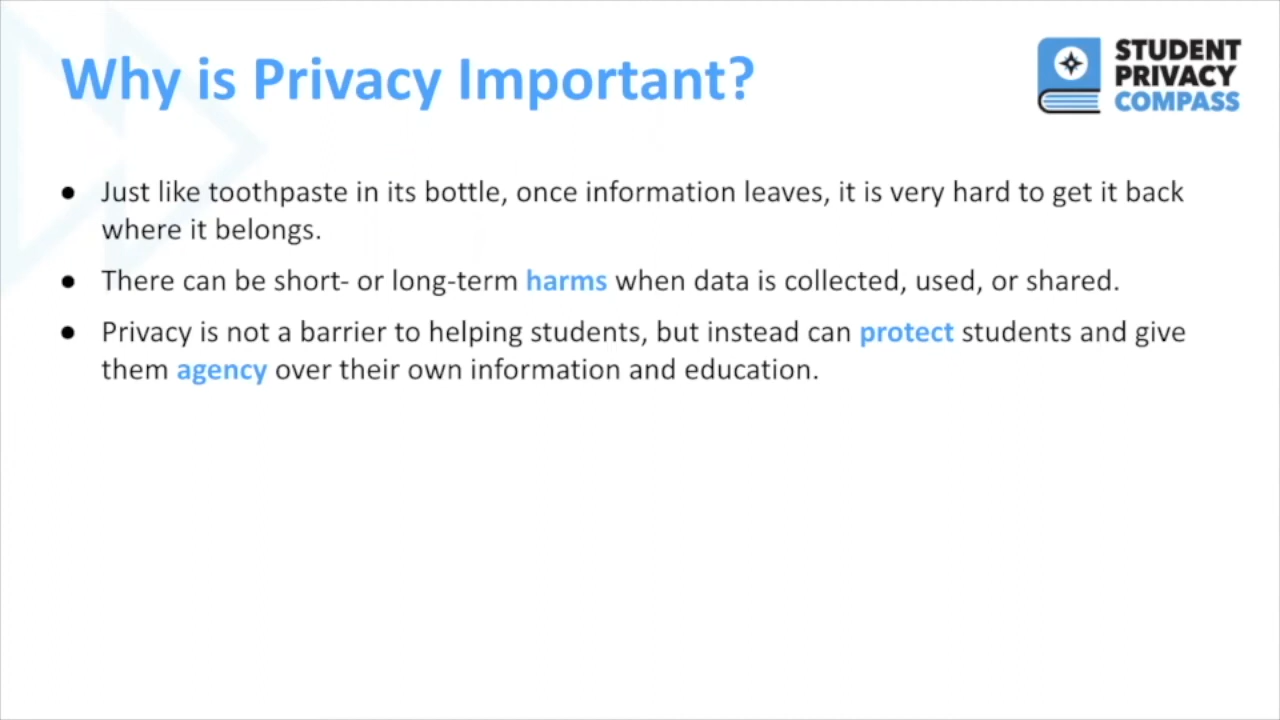 Why is Privacy Important?
STUDENT
PRIVACY
COMPASS
● Just like toothpaste in its bottle, once information leaves, it is very hard to get it back
where it belongs.
● There can be short- or long-term harms when data is collected, used, or shared.
● Privacy is not a barrier to helping students, but instead can protect students and give
them agency over their own information and education.